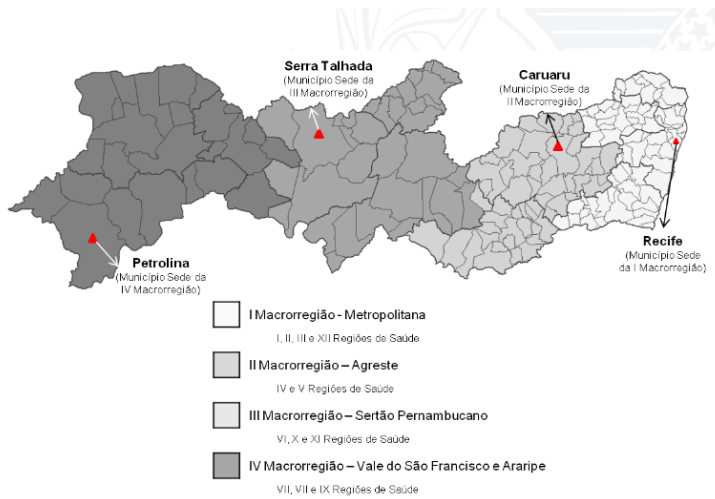 Serra Talhada
(Município Sede da
III Macrorregião)
Caruaru
(Município Sede da
II Macrorregião)
Petrolina
(Município Sede da
IV Macrorregião)
Recife
(Município Sede
da I Macrorregião)
I Macrorregião - Metropolitana
I, II, III e XII Regiões de Saúde
II Macrorregião – Agreste
IV e V Regiões de Saúde
III Macrorregião – Sertão Pernambucano
VI, X e XI Regiões de Saúde
IV Macrorregião – Vale do São Francisco e Araripe
VII, VII e IX Regiões de Saúde